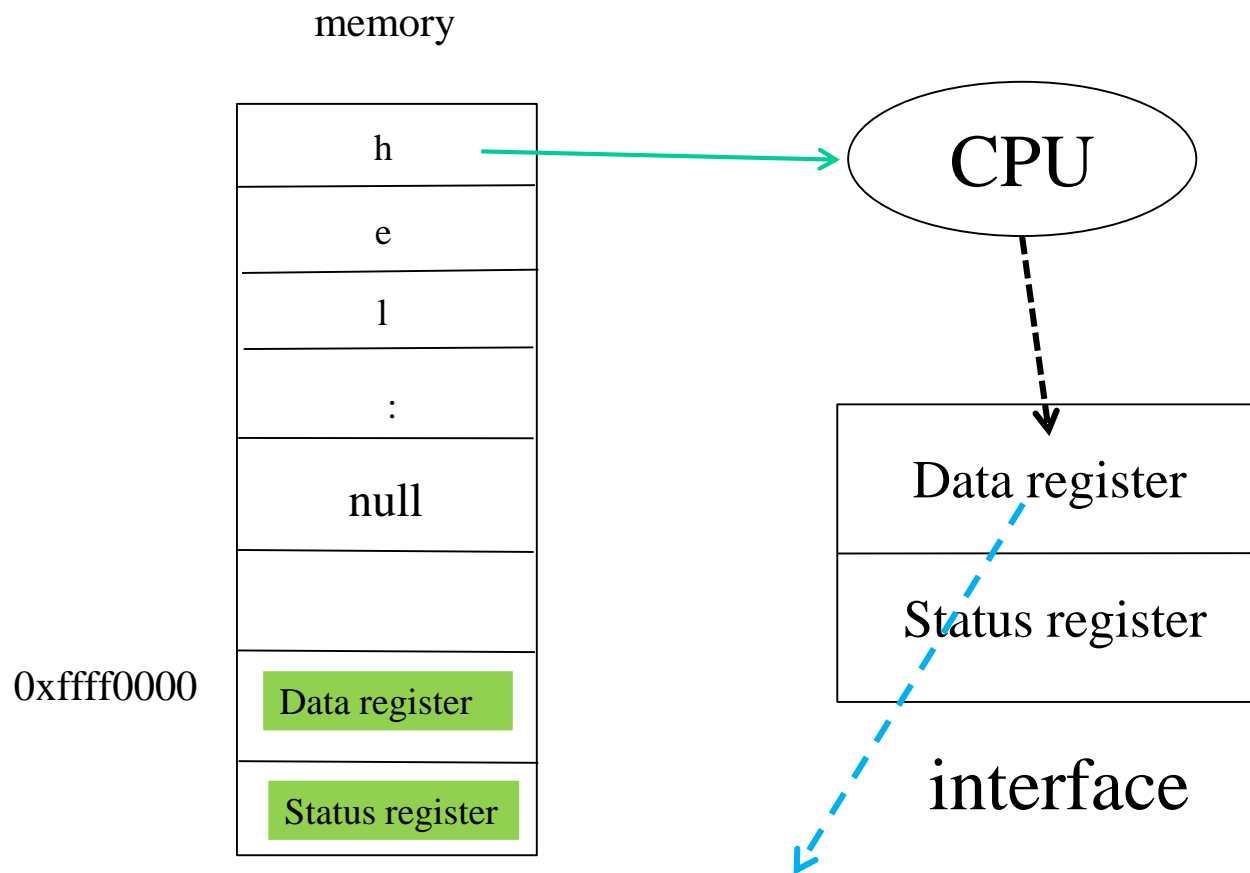 memory
h
e
l
:
null
0xffff0000
Data register
Status register
CPU
Data register
Status register
interface